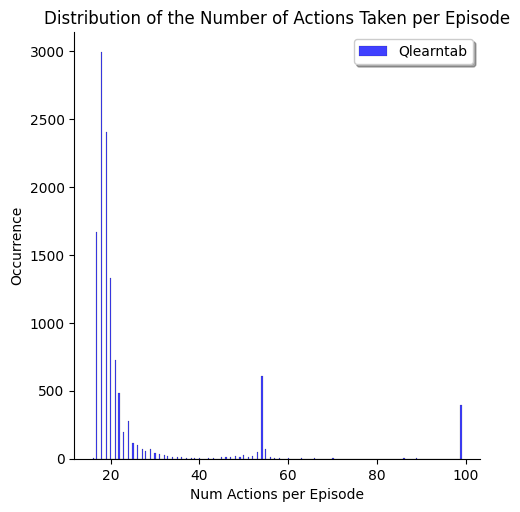 Distribution of the Number of Actions Taken per Episode
Qlearntab
3000
2500
2000
1500
1000
500
0
Occurrence
20 40 60 80 100
Num Actions per Episode